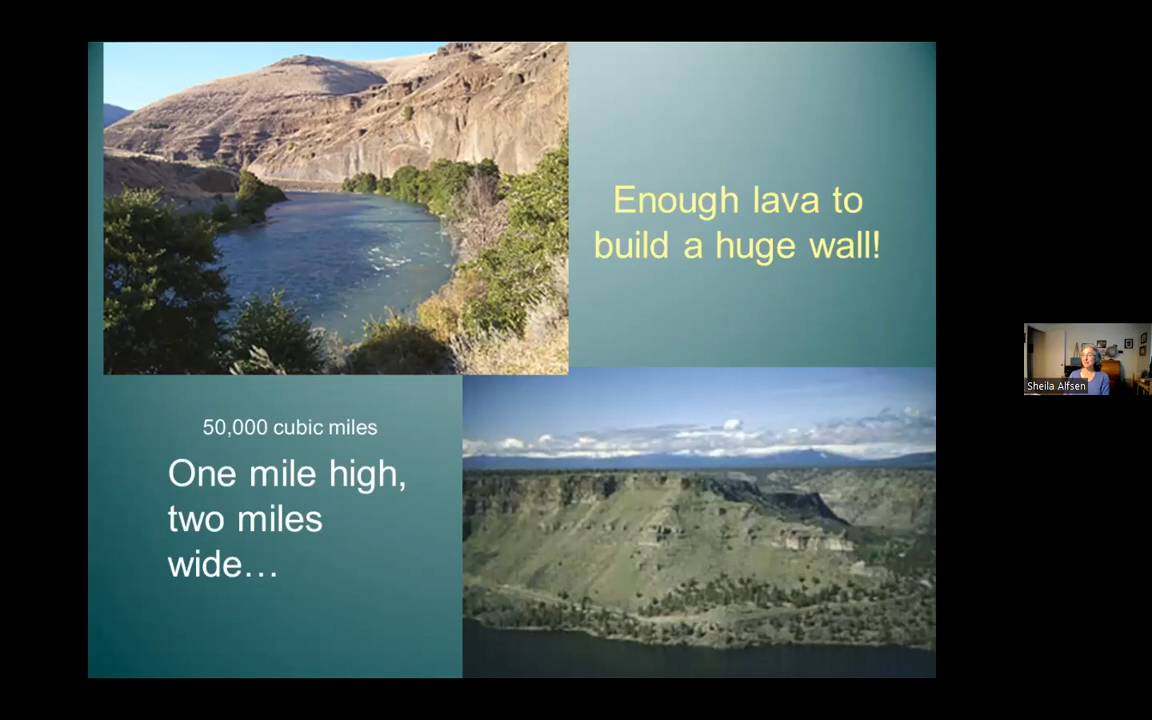 Enough lava to
build a huge wall!
50,000 cubic miles
One mile high,
two miles
wide…
Sheila Alfsen